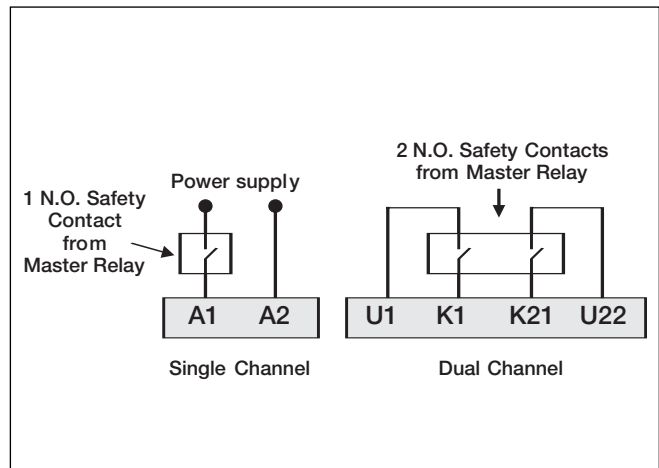 1 N.O. Safety
Contact
from
Master Relay
Power supply
A1 A2
Single Channel
2 N.O. Safety Contacts
from Master Relay
U1 K1 K21 U22
Dual Channel